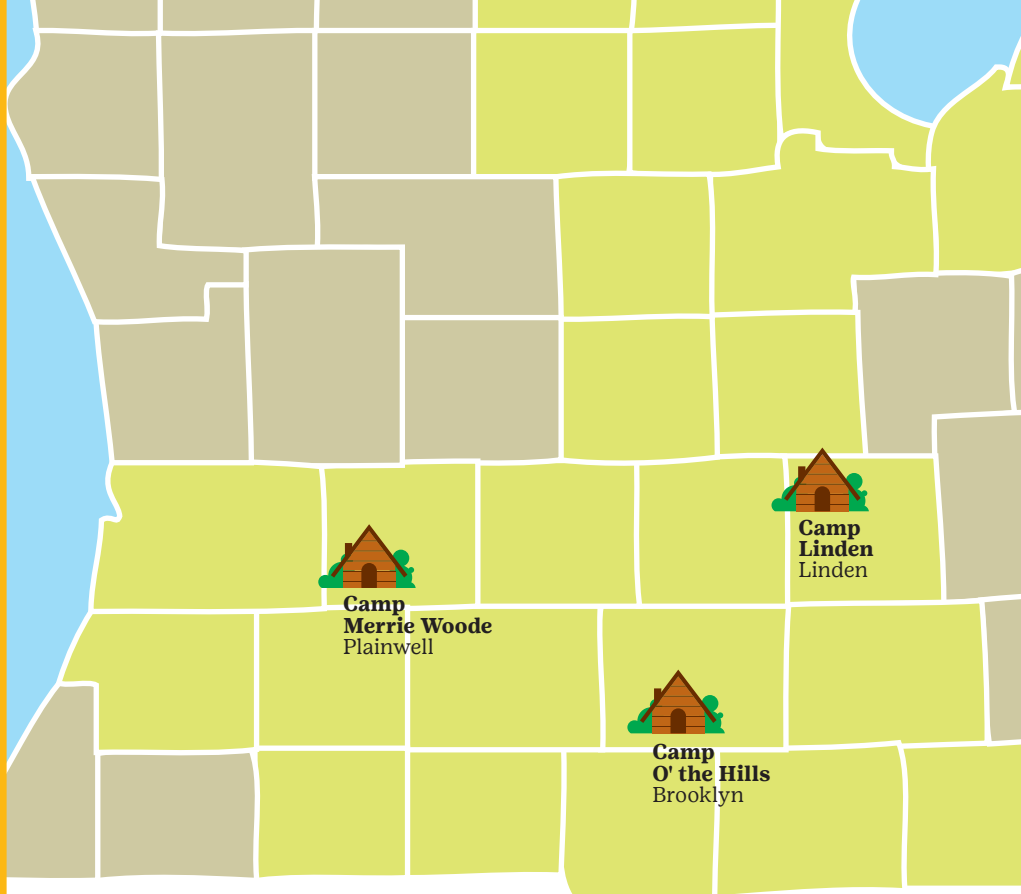 Camp
Linden
Linden
Camp
Merrie Woode
Plainwell
Camp
O' the Hills
Brooklyn